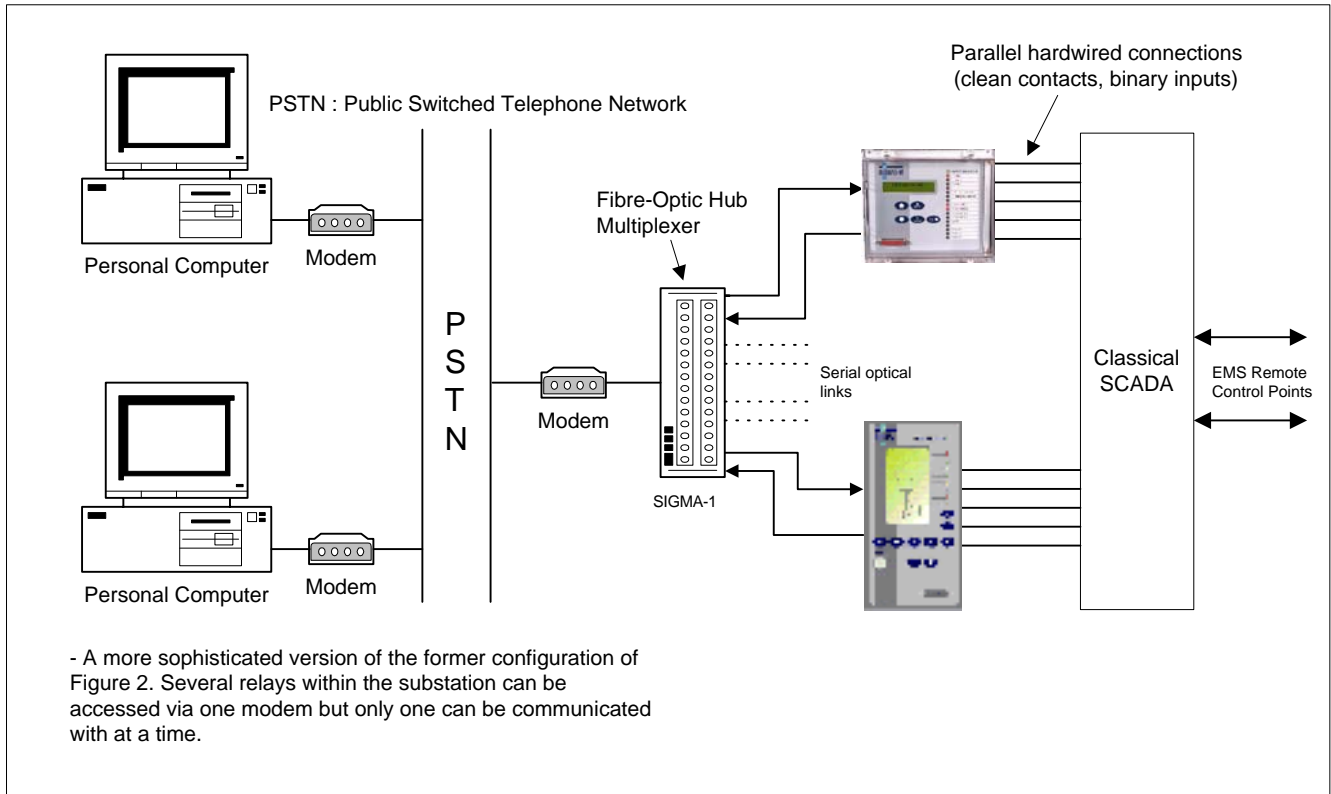 Parallel hardwired connections
(clean contacts, binary inputs)
PSTN : Public Switched Telephone Network
Fibre-Optic Hub
Multiplexer
Personal Computer
Modem
P
S
T
N
Modem
Serial optical
links
Classical
SCADA
EMS Remote
Control Points
SIGMA-1
Personal Computer
Modem
- A more sophisticated version of the former configuration of
Figure 2. Several relays within the substation can be
accessed via one modem but only one can be communicated
with at a time.